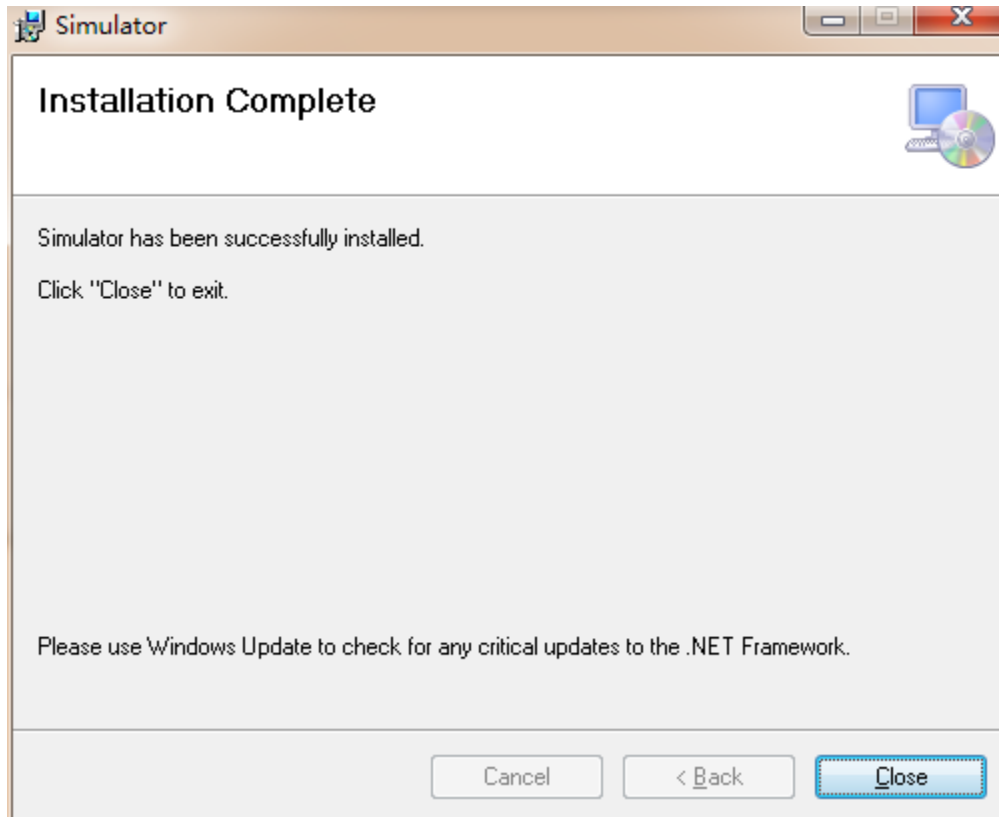 Simulator
Installation Complete
Simulator has been successfully installed.
Click "Close" to exit.
Please use Windows Update to check for any critical updates to the .NET Framework.
Cancel
< Back
Close